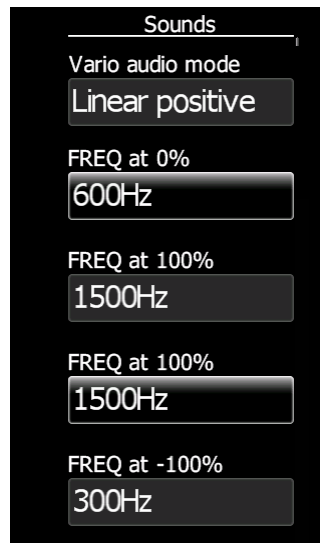 Sounds
Vario audio mode
Linear positive
FREQ at 0%
600Hz
FREQ at 100%
1500Hz
FREQ at 100%
1500Hz
FREQ at -100%
300Hz